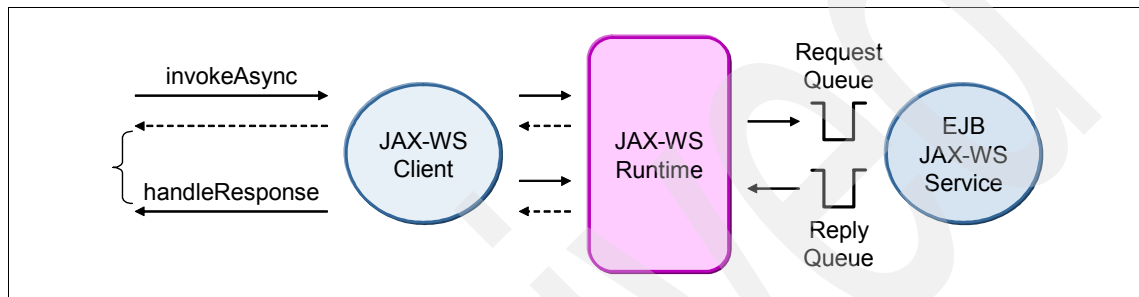 invokeAsync
handleResponse
JAX-WS
Client
JAX-WS
Runtime
Request
Queue
Reply
Queue
EJB
JAX-WS
Service